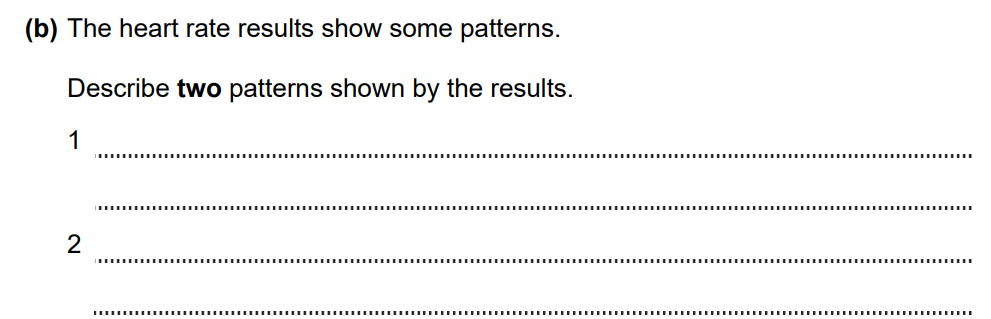 (b) The heart rate results show some patterns.
Describe two patterns shown by the results.
1
2